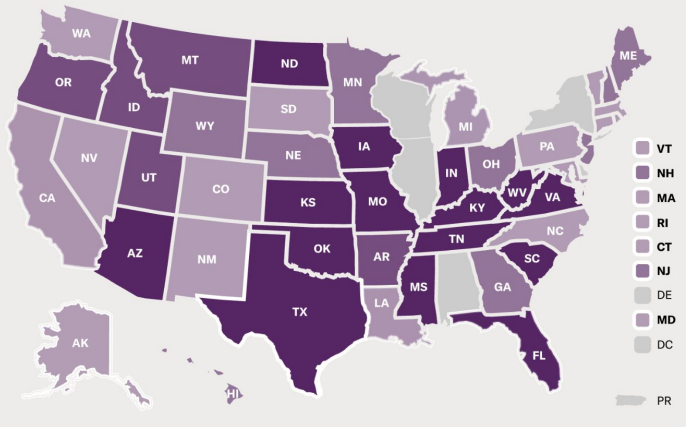 WA
ME
MT
ND
OR
MN
ID
SD
WY
MI
PA
VT
IA
NE
OH
NV
NH
IN
UT
CO
MA
CA
WV
VA
KS
MO
KY
RI
NC
TN
CT
OK
AZ
AR
SC
NM
NJ
MS
GA
DE
LA
TX
MD
AK
DC
FL
HI
PR